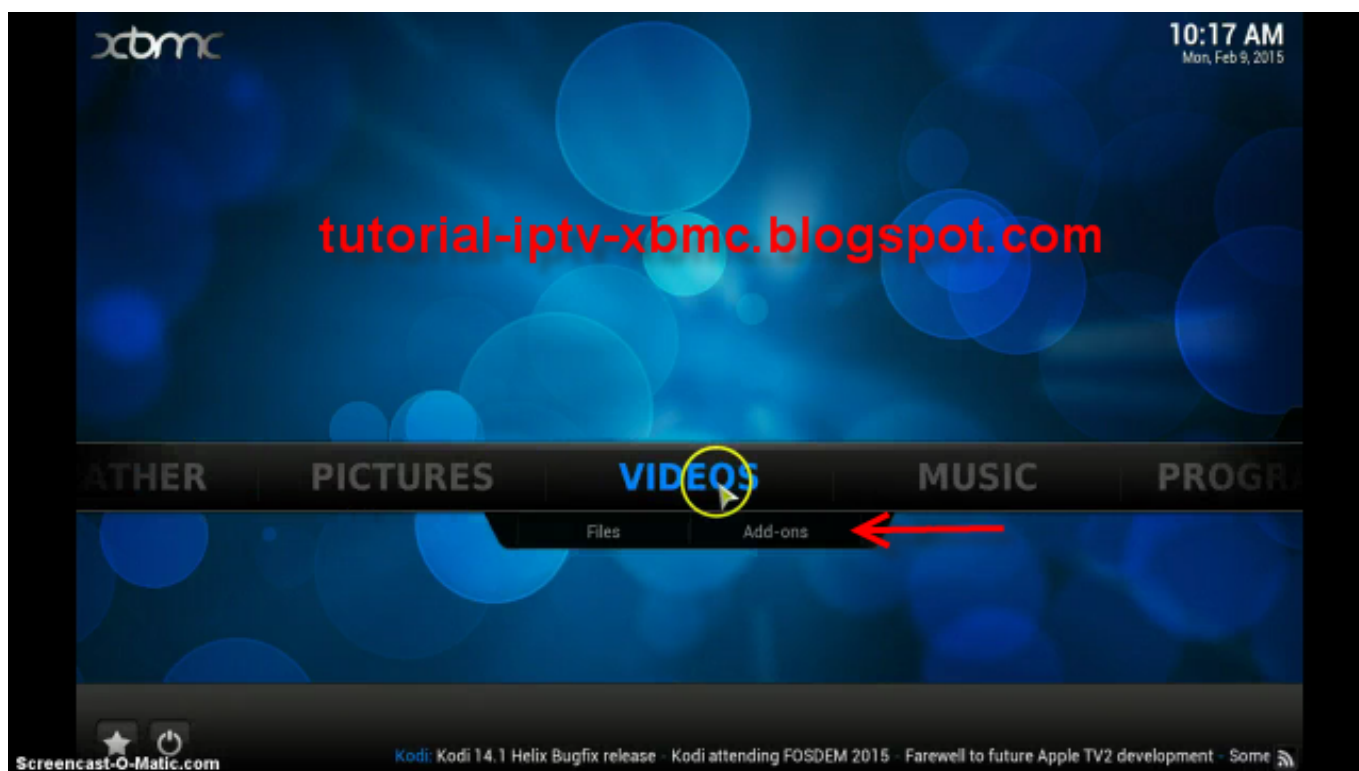 xbmc
10:17 AM
Mon, Feb 9, 2015
tutorial-iptv-xbmc.blogspot.com
ATHER PICTURES VIDEOS MUSIC PROGRA
Files Add-ons
Kodi: Kodi 14.1 Helix Bugfix release - Kodi attending FOSDEM 2015 - Farewell to future Apple TV2 development - Some
Screencast-O-Matic.com